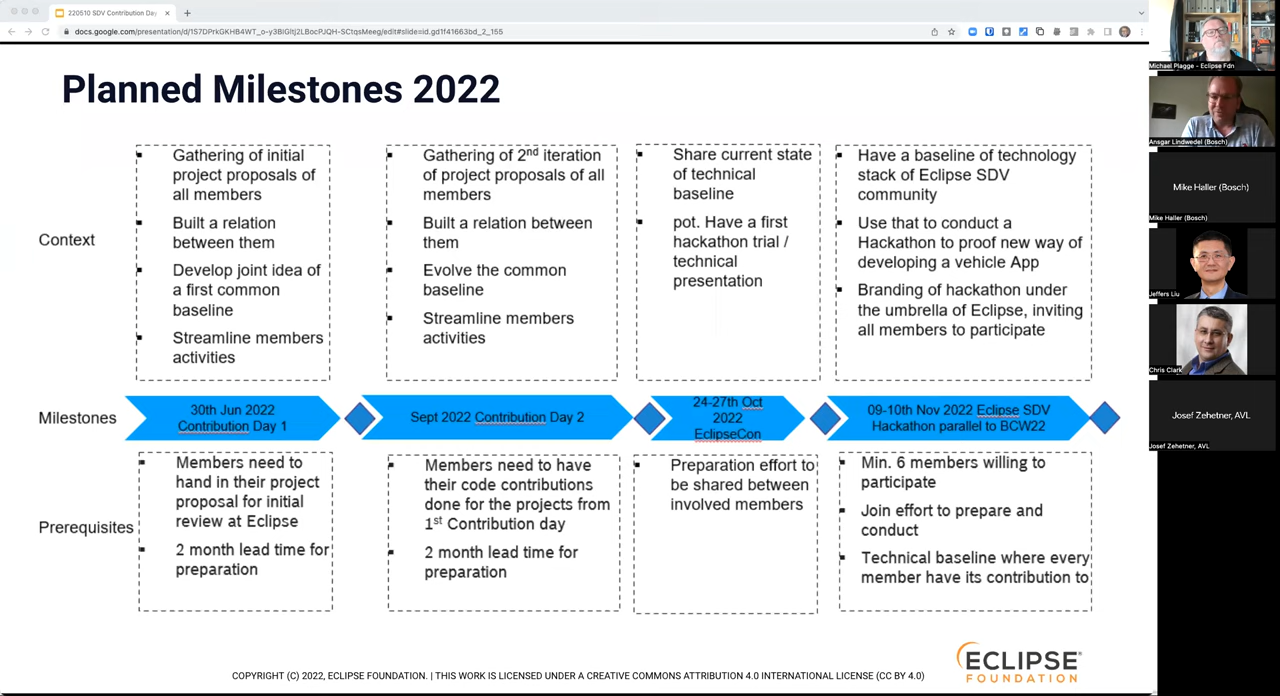 220510 SDV Contribution Day
docs.google.com/presentation/d/1S7DPrkGKHB4WT_o-y3BiGltj2LBocPJQH-SCtqsMeeg/edit#slide=id.gd1f41663bd_2_155
Planned Milestones 2022
Context
Gathering of initial
project proposals of
all members
Built a relation
between them
Develop joint idea of
a first common
baseline
Streamline members
activities
Gathering of 2nd iteration
of project proposals of all
members
Built a relation between
them
Evolve the common
baseline
Streamline members
activities
Share current state
of technical
baseline
pot. Have a first
hackathon trial /
technical
presentation
Have a baseline of technology
stack of Eclipse SDV
community
Use that to conduct a
Hackathon to proof new way of
developing a vehicle App
Branding of hackathon under
the umbrella of Eclipse, inviting
all members to participate
Milestones
30th Jun 2022
Contribution Day 1
Sept 2022 Contribution Day 2
24-27th Oct
2022
EclipseCon
09-10th Nov 2022 Eclipse SDV
Hackathon parallel to BCW22
Prerequisites
Members need to
hand in their project
proposal for initial
review at Eclipse
2 month lead time for
preparation
Members need to have
their code contributions
done for the projects from
1st Contribution day
2 month lead time for
preparation
Preparation effort to
be shared between
involved members
Min. 6 members willing to
participate
Join effort to prepare and
conduct
Technical baseline where every
member have its contribution to
COPYRIGHT (C) 2022, ECLIPSE FOUNDATION. | THIS WORK IS LICENSED UNDER A CREATIVE COMMONS ATTRIBUTION 4.0 INTERNATIONAL LICENSE (CC BY 4.0)
ECLIPSE
FOUNDATION
Michael Plagge - Eclipse Fdn
Ansgar Lindwedel (Bosch)
Mike Haller (Bosch)
Mike Haller (Bosch)
Jeffers Liu
Chris Clark
Josef Zehetner, AVL
Josef Zehetner, AVL